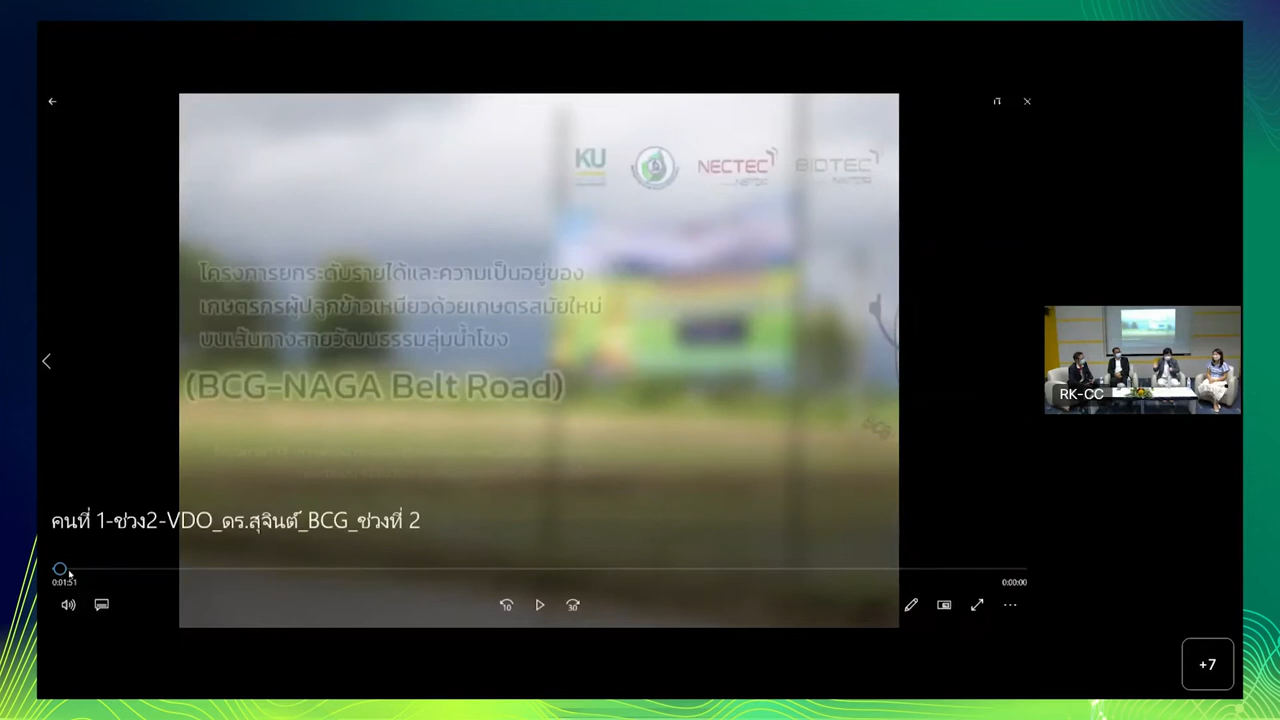 KU
NECTEC
NSTDA
BIOTEC
NSTDA
โครงการยกระดับรายได้และความเป็นอยู่ของ
เกษตรกรผู้ปลูกข้าวเหนียวด้วยเกษตรสมัยใหม่
บนเส้นทางสายวัฒนธรรมลุ่มน้ำโขง
(BCG-NAGA Belt Road)
BCG
RK-CC
คนที่ 1-ช่วง2-VDO_ดร.สุจินต์_BCG_ช่วงที่ 2
0:01:51
0:00:00
10
30
+7